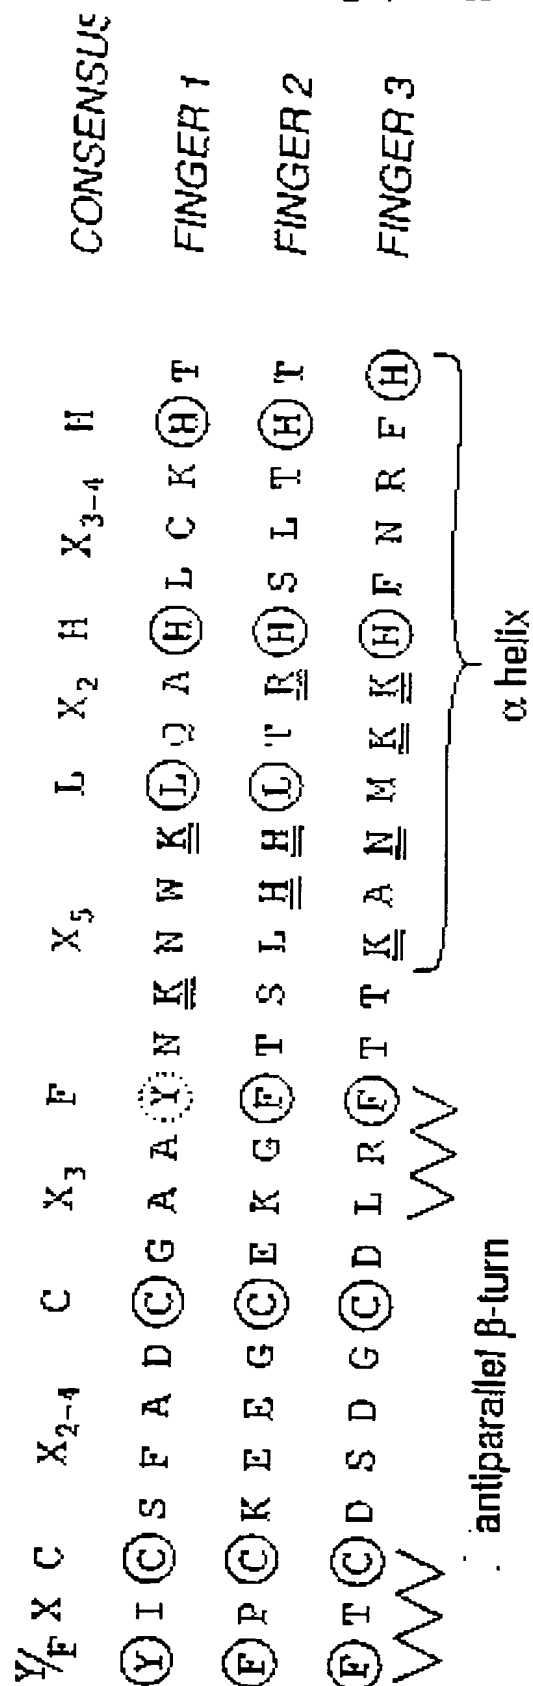 Y/F X C X2-4 C X3 F X5 L X2 H X3-4 H CONSENSUS
Y I C S F A D C G A A Y N K N W K L Q A H L C K H T FINGER 1
F P C K E E G C E K G F T S L H H L T R H S L T H T FINGER 2
F T C D S D G C D L R F T T K A N M K K H F N R F H FINGER 3
antiparallel β-turn
α helix